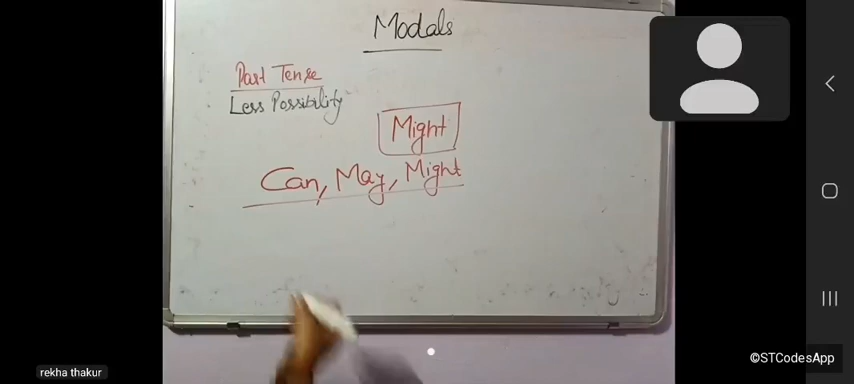 Modals
Past Tense
Less Possibility
Might
Can, May, Might
rekha thakur
©STCodesApp